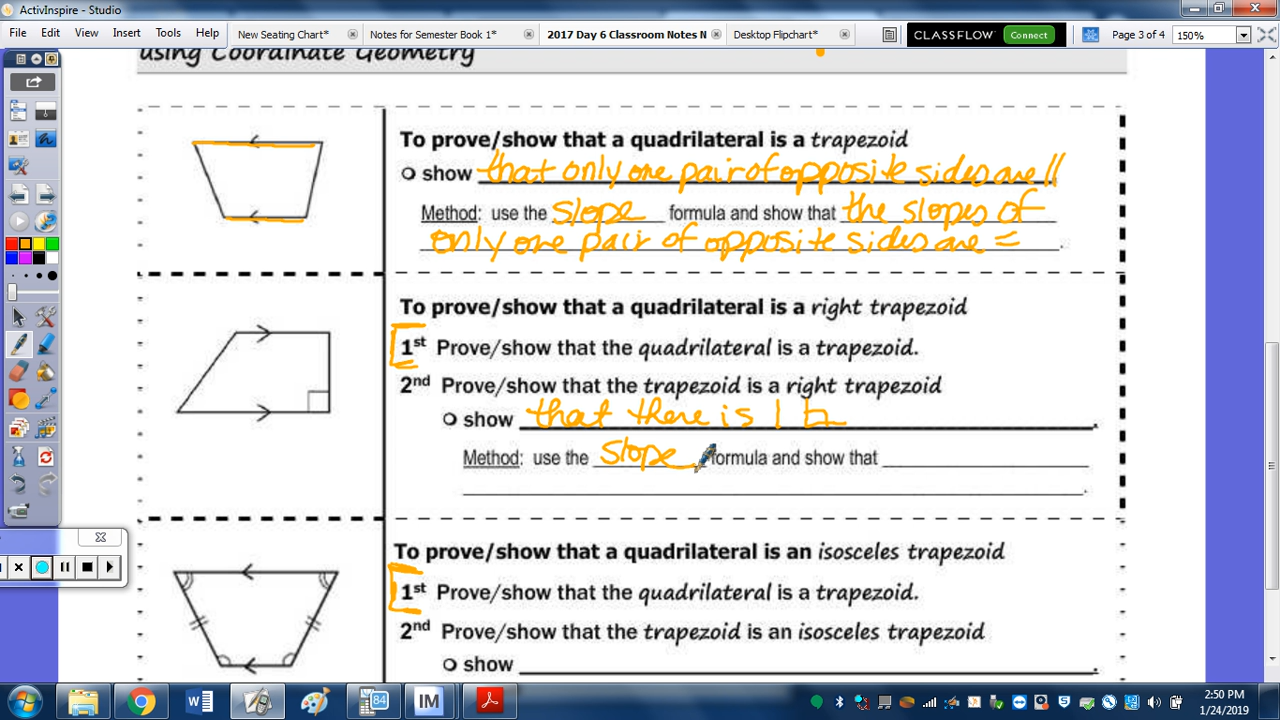 ActivInspire - Studio
File Edit View Insert Tools Help New Seating Chart* Notes for Semester Book 1* 2017 Day 6 Classroom Notes N Desktop Flipchart* CLASSFLOW Connect Page 3 of 4 150%
using Coordinate Geometry
To prove/show that a quadrilateral is a trapezoid
show that only one pair of opposite sides are //
Method: use the slope formula and show that the slopes of
only one pair of opposite sides are = .
To prove/show that a quadrilateral is a right trapezoid
1st Prove/show that the quadrilateral is a trapezoid.
2nd Prove/show that the trapezoid is a right trapezoid
show that there is 1 .
Method: use the slope formula and show that
.
To prove/show that a quadrilateral is an isosceles trapezoid
1st Prove/show that the quadrilateral is a trapezoid.
2nd Prove/show that the trapezoid is an isosceles trapezoid
show .
84 IM
2:50 PM
1/24/2019